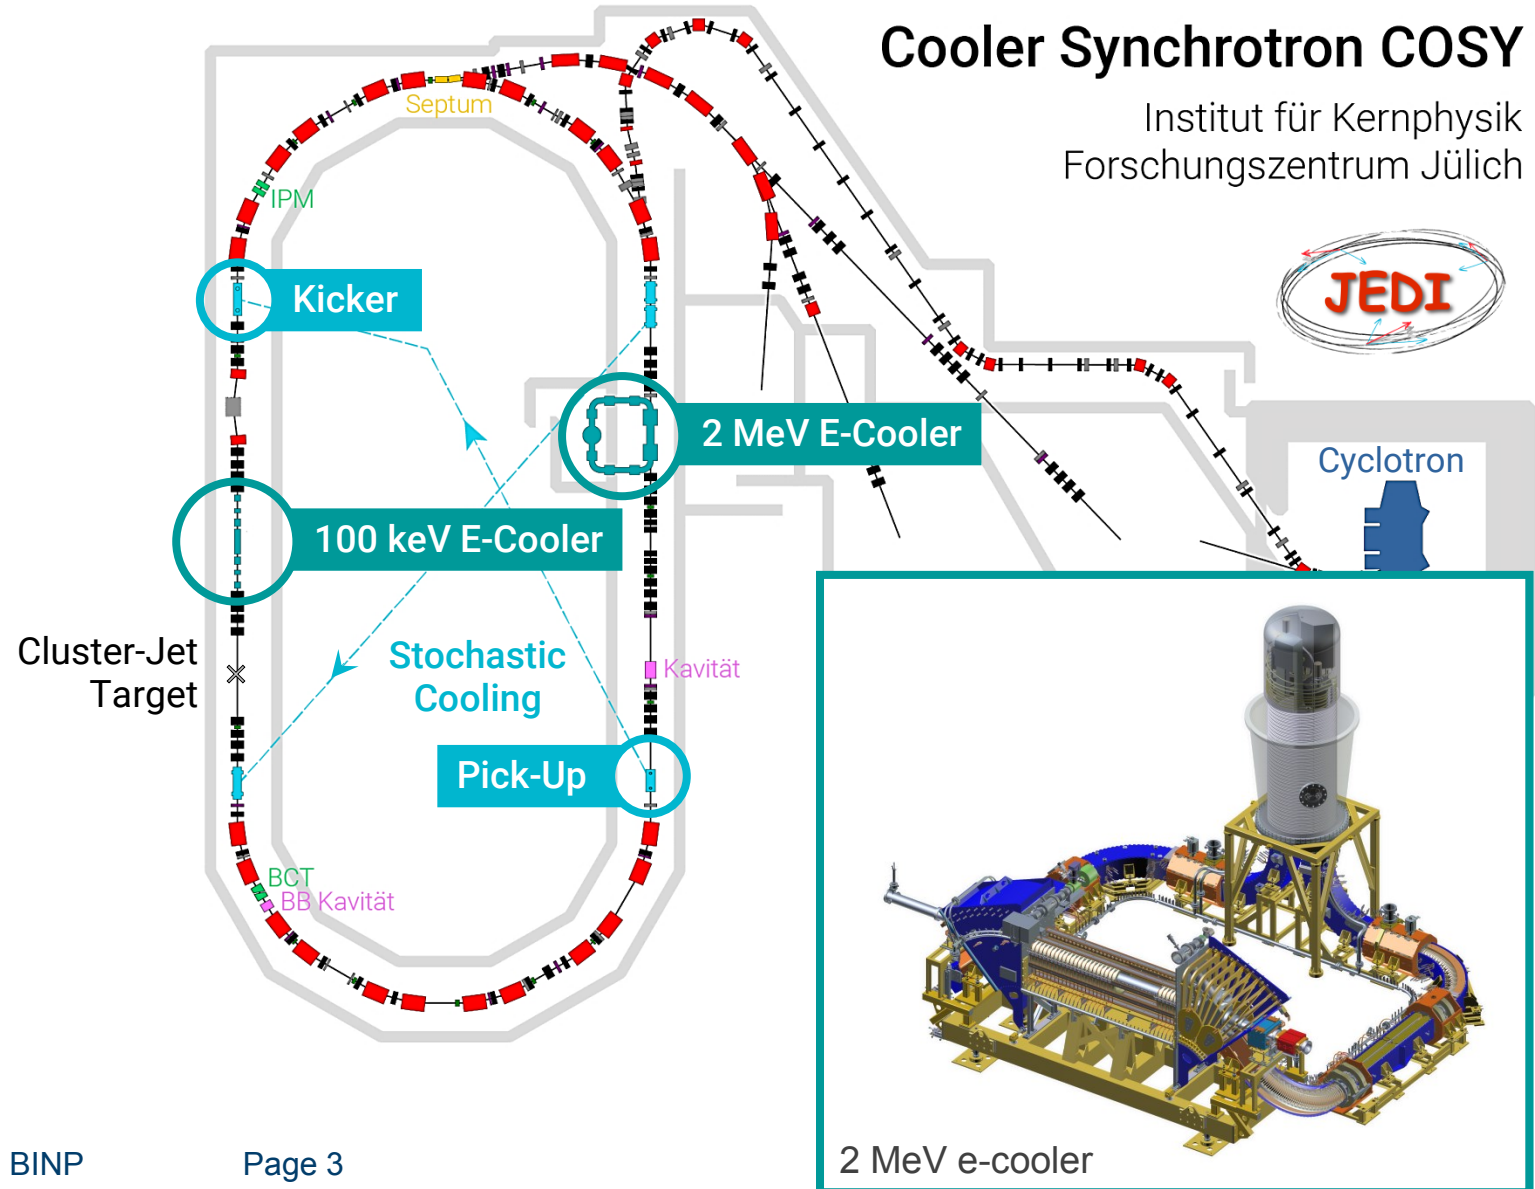 Cooler Synchrotron COSY
Institut für Kernphysik
Forschungszentrum Jülich
JEDI
Septum
IPM
Kicker
2 MeV E-Cooler
Cyclotron
100 keV E-Cooler
Cluster-Jet
Target
Stochastic
Cooling
Kavität
Pick-Up
BCT
BB Kavität
2 MeV e-cooler
BINP
Page 3